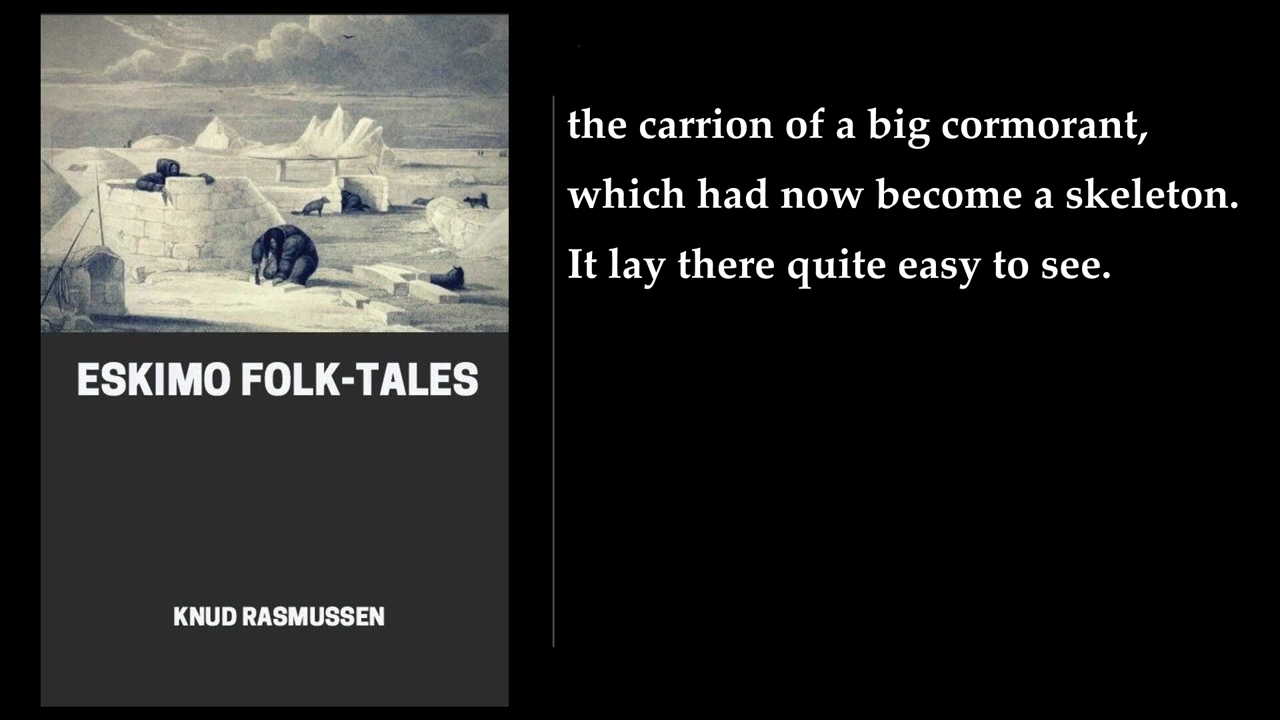 ESKIMO FOLK-TALES
KNUD RASMUSSEN
the carrion of a big cormorant,
which had now become a skeleton.
It lay there quite easy to see.